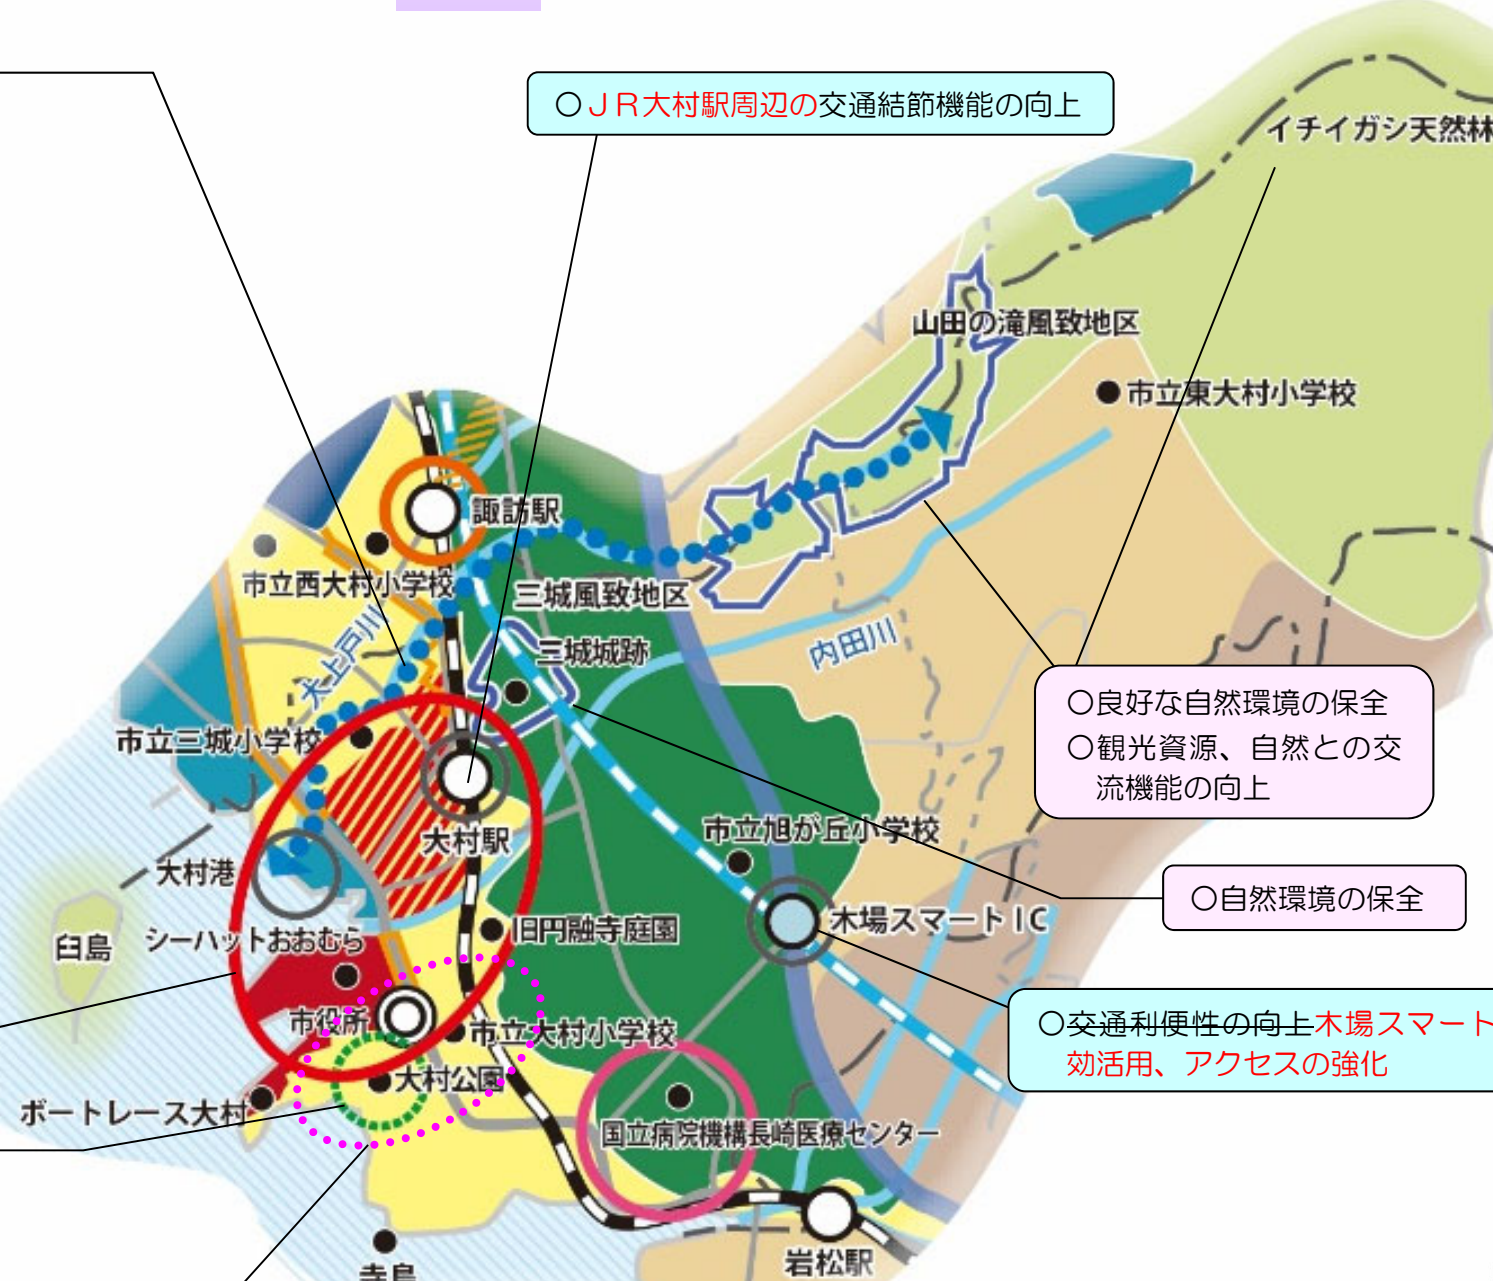 〇ＪＲ大村駅周辺の交通結節機能の向上
イチイガシ天然林
山田の滝風致地区
市立東大村小学校
諏訪駅
市立西大村小学校
三城風致地区
大上戸川
内田川
三城城跡
〇良好な自然環境の保全
〇観光資源、自然との交
流機能の向上
市立三城小学校
大村駅
市立旭が丘小学校
大村港
〇自然環境の保全
木場スマートＩＣ
旧円融寺庭園
臼島
シーハットおおむら
市役所
市立大村小学校
〇交通利便性の向上木場スマート
効活用、アクセスの強化
大村公園
ボートレース大村
国立病院機構長崎医療センター
岩松駅
寺島